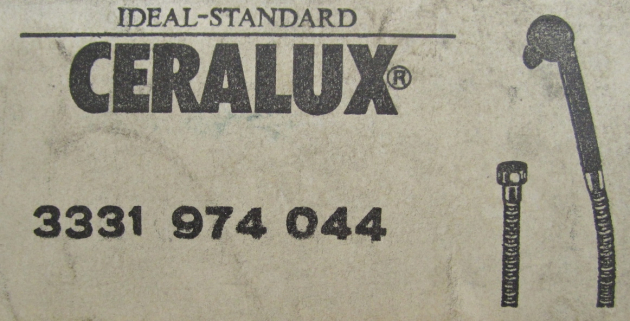 IDEAL-STANDARD
CERALUX®
3331 974 044